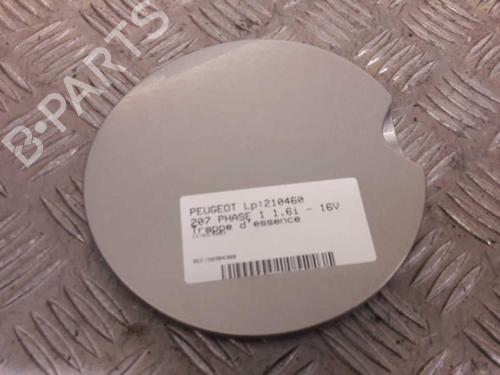 B-PARTS
PEUGEOT Lp:210460
207 PHASE 1 1.6i - 16V
Trappe d'essence